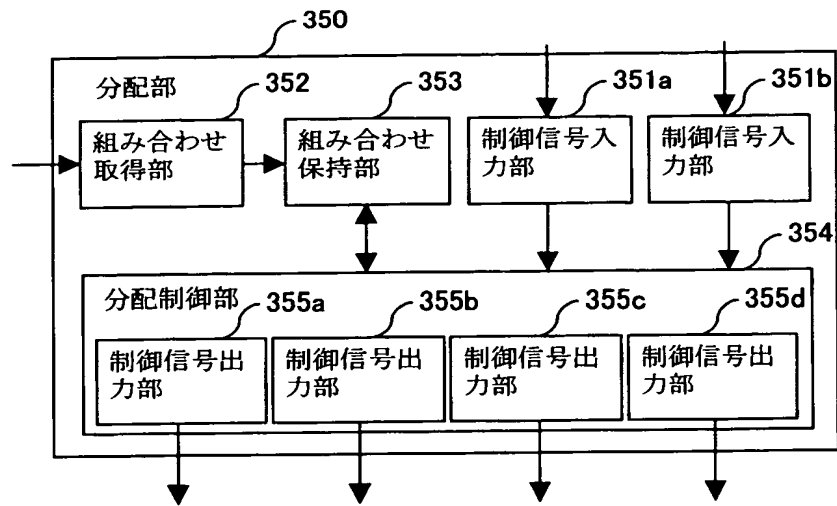 350
分配部
352
353
351a
351b
組み合わせ
取得部
組み合わせ
保持部
制御信号入
力部
制御信号入
力部
354
分配制御部
355a
355b
355c
355d
制御信号出
力部
制御信号出
力部
制御信号出
力部
制御信号出
力部